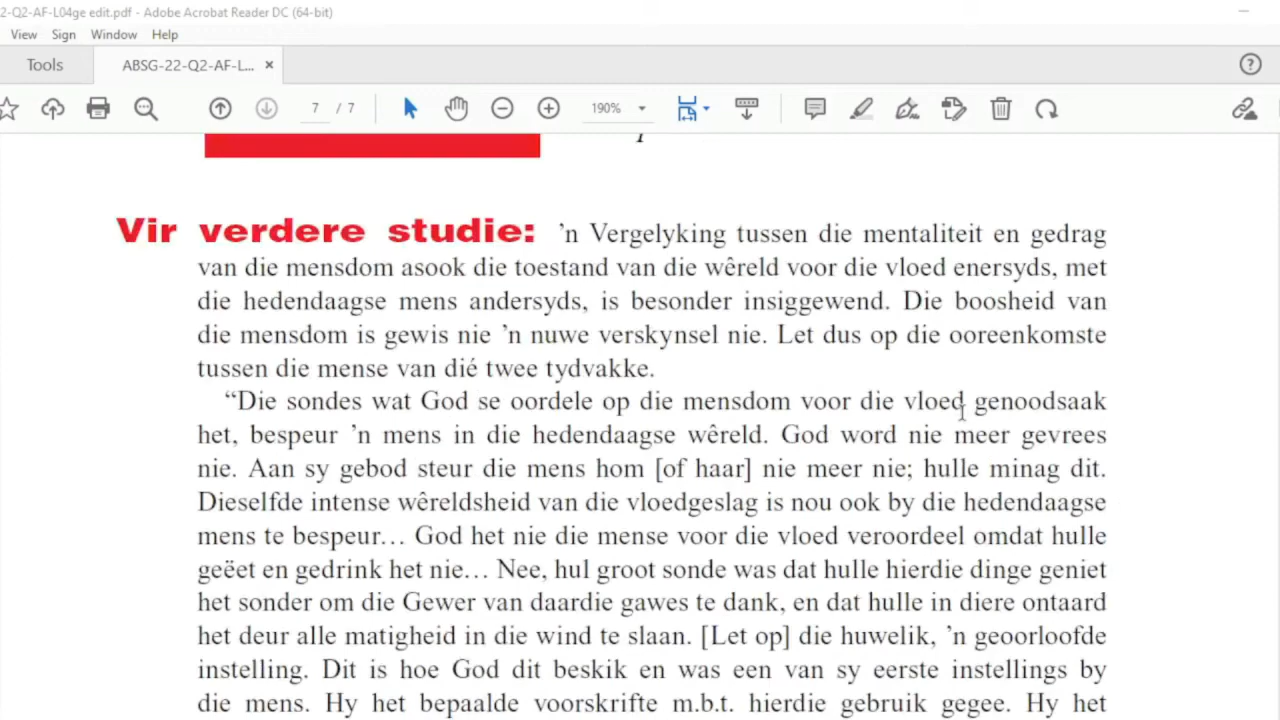 2-Q2-AF-L04ge edit.pdf - Adobe Acrobat Reader DC (64-bit)
View Sign Window Help
Tools ABSG-22-Q2-AF-L... ×
7 / 7 190%
Vir verdere studie: ’n Vergelyking tussen die mentaliteit en gedrag
van die mensdom asook die toestand van die wêreld voor die vloed enersyds, met
die hedendaagse mens andersyds, is besonder insiggewend. Die boosheid van
die mensdom is gewis nie ’n nuwe verskynsel nie. Let dus op die ooreenkomste
tussen die mense van dié twee tydvakke.
“Die sondes wat God se oordele op die mensdom voor die vloed genoodsaak
het, bespeur ’n mens in die hedendaagse wêreld. God word nie meer gevrees
nie. Aan sy gebod steur die mens hom [of haar] nie meer nie; hulle minag dit.
Dieselfde intense wêreldsheid van die vloedgeslag is nou ook by die hedendaagse
mens te bespeur… God het nie die mense voor die vloed veroordeel omdat hulle
geëet en gedrink het nie… Nee, hul groot sonde was dat hulle hierdie dinge geniet
het sonder om die Gewer van daardie gawes te dank, en dat hulle in diere ontaard
het deur alle matigheid in die wind te slaan. [Let op] die huwelik, ’n geoorloofde
instelling. Dit is hoe God dit beskik en was een van sy eerste instellings by
die mens. Hy het bepaalde voorskrifte m.b.t. hierdie gebruik gegee. Hy het